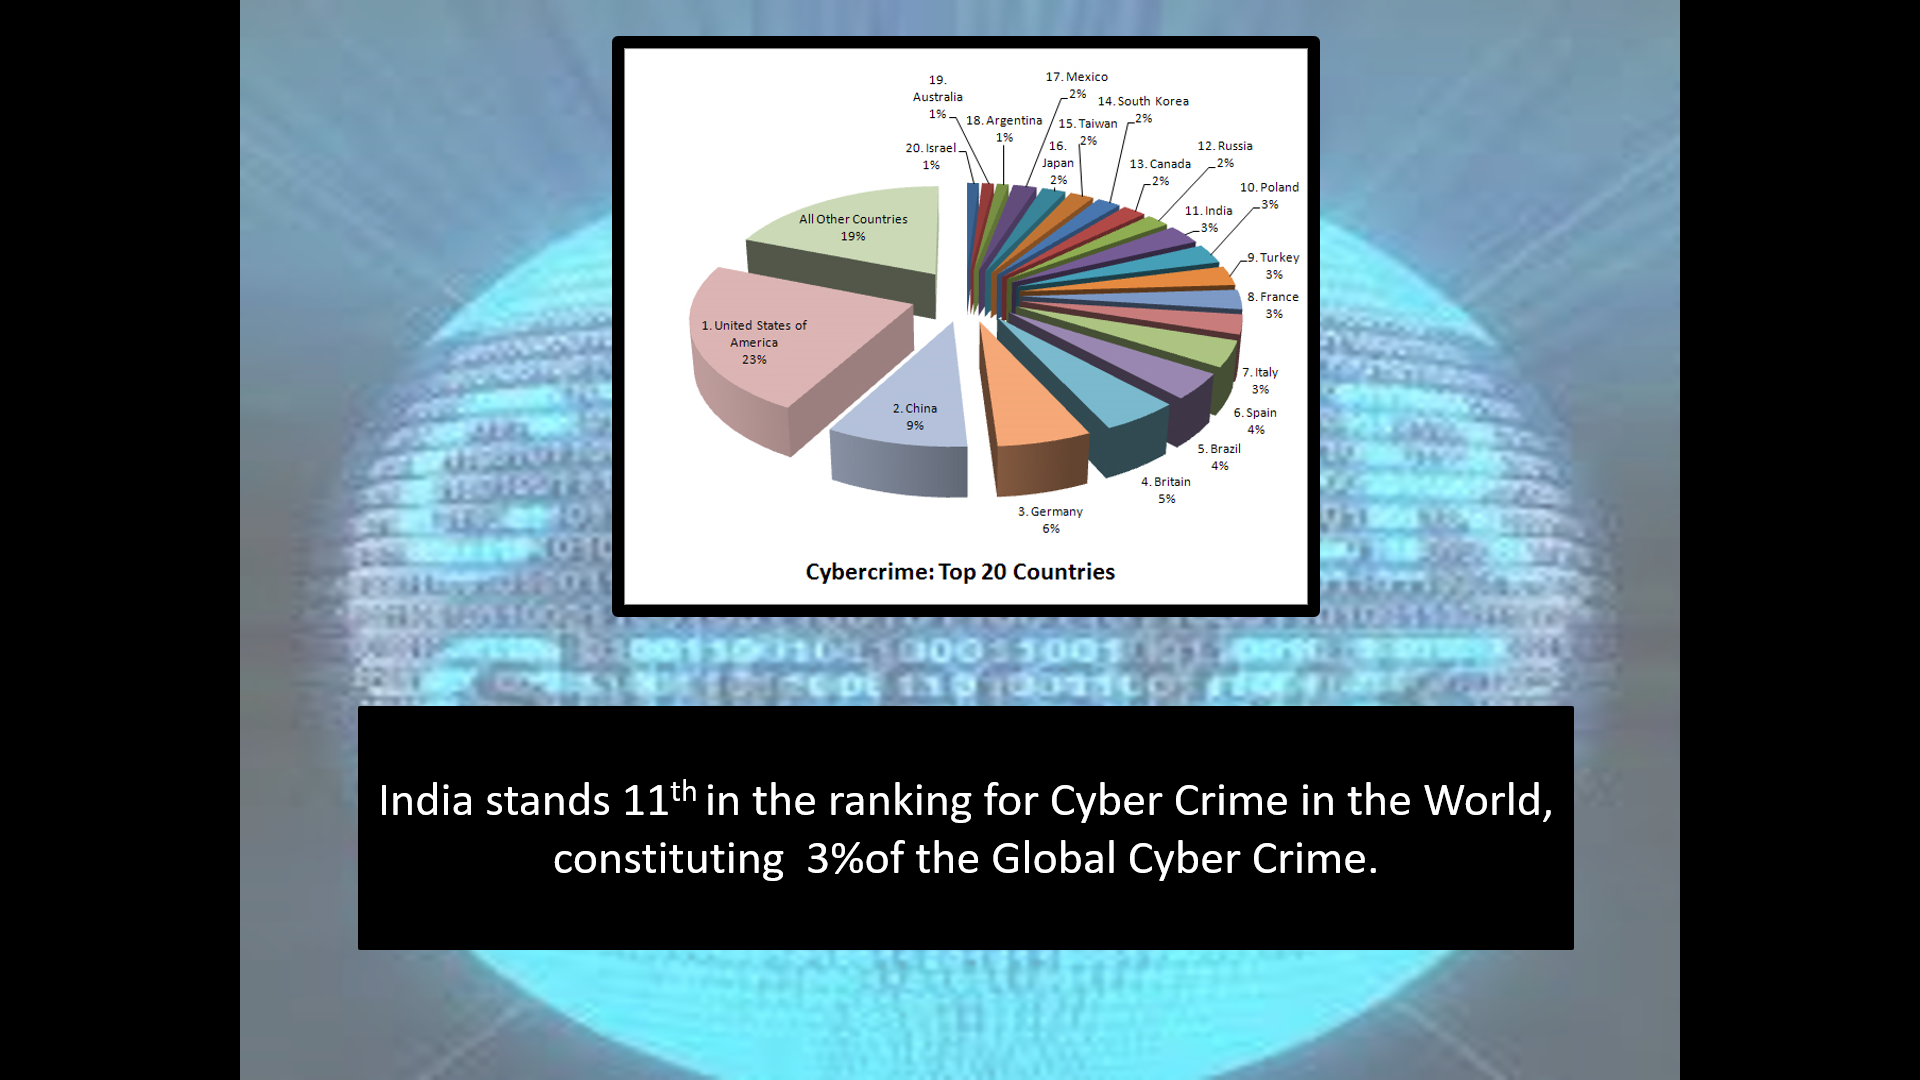 19.
Australia
1%
17. Mexico
2%
14. South Korea
2%
18. Argentina
1%
15. Taiwan
2%
20. Israel
1%
16.
Japan
2%
13. Canada
2%
12. Russia
2%
10. Poland
3%
11. India
3%
All Other Countries
19%
9. Turkey
3%
8. France
3%
1. United States of
America
23%
7. Italy
3%
2. China
9%
6. Spain
4%
5. Brazil
4%
4. Britain
5%
3. Germany
6%
Cybercrime: Top 20 Countries
India stands 11th in the ranking for Cyber Crime in the World,
constituting  3%of the Global Cyber Crime.